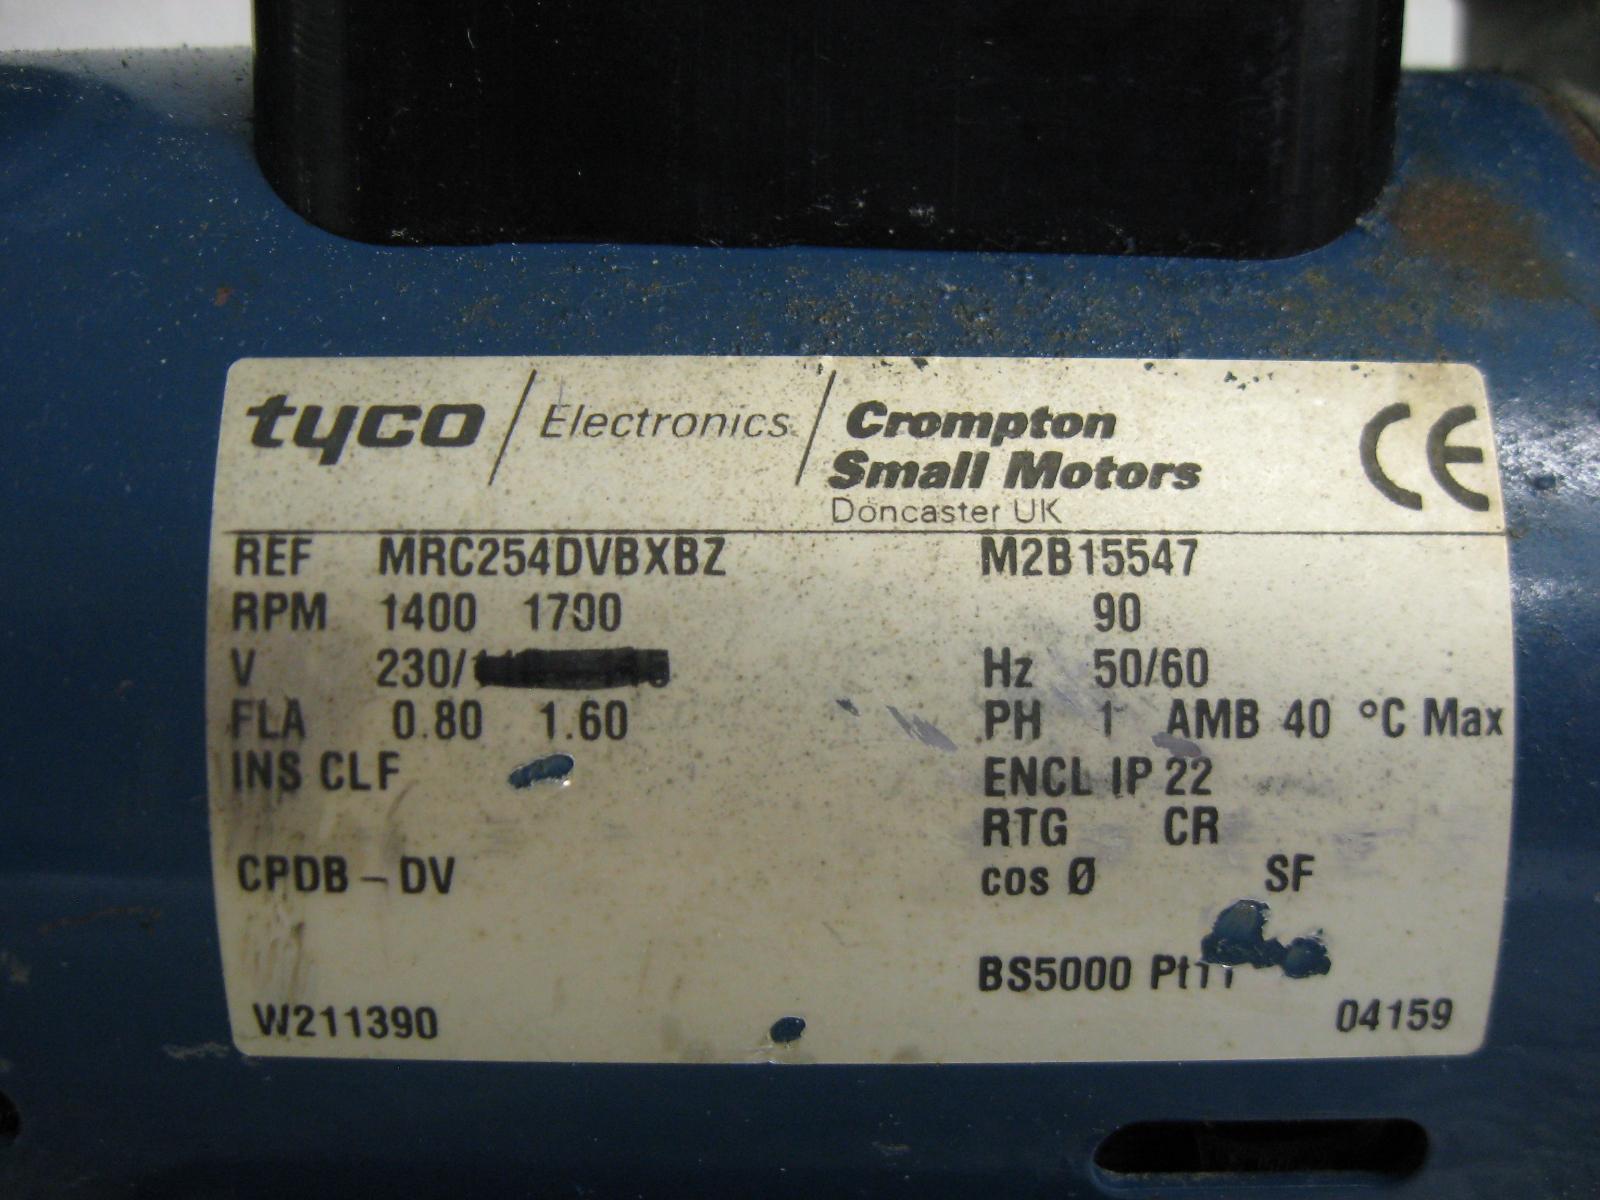 tyco / Electronics / Crompton
Small Motors
Doncaster UK
CE
REF MRC254DVBXBZ M2B15547
RPM 1400 1700 90
V 230/ Hz 50/60
FLA 0.80 1.60 PH 1 AMB 40 °C Max
INS CLF ENCL IP 22
RTG CR
CPDB - DV cos Ø SF
BS5000 Pt11
W211390 04159